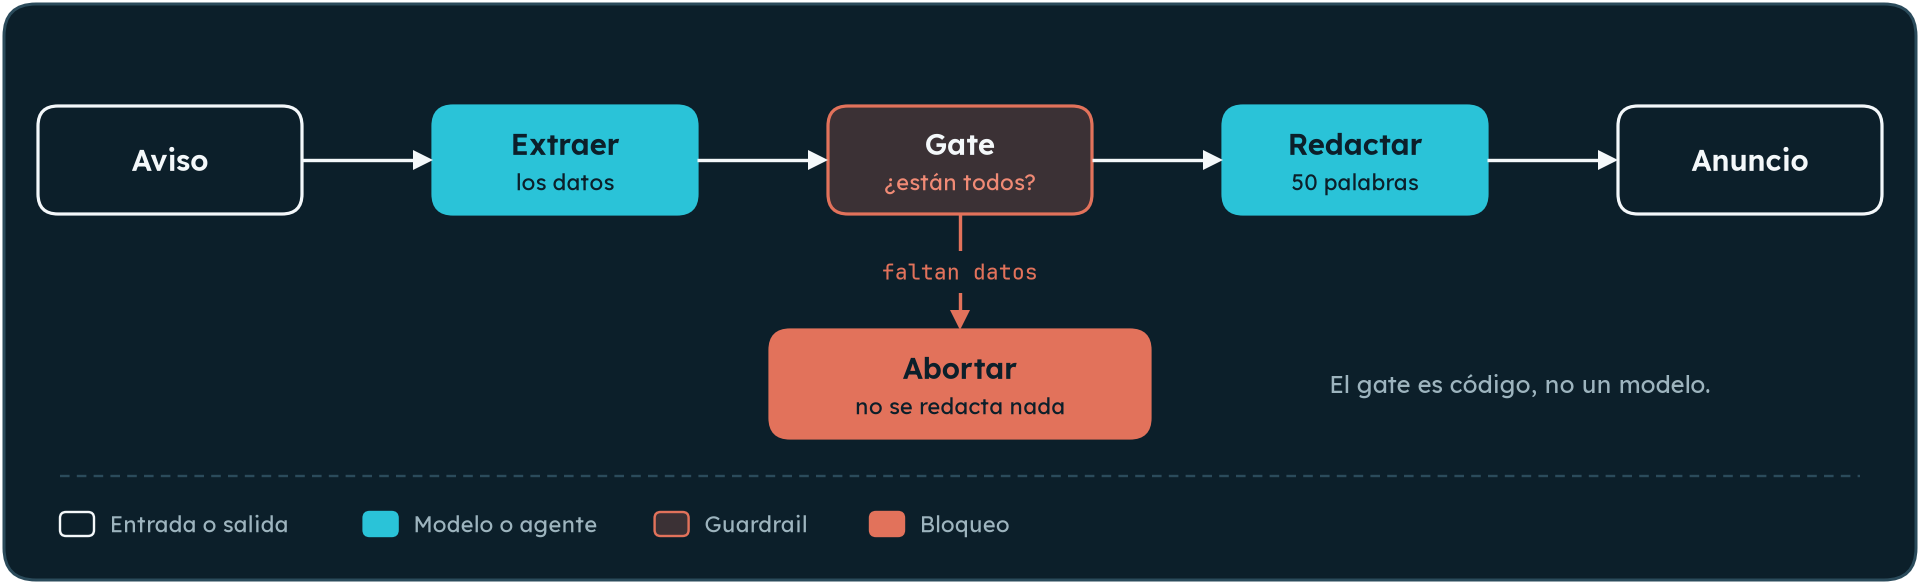 Aviso
Extraer
los datos
Gate
¿están todos?
Redactar
50 palabras
Anuncio
faltan datos
Abortar
no se redacta nada
El gate es código, no un modelo.
Entrada o salida
Modelo o agente
Guardrail
Bloqueo